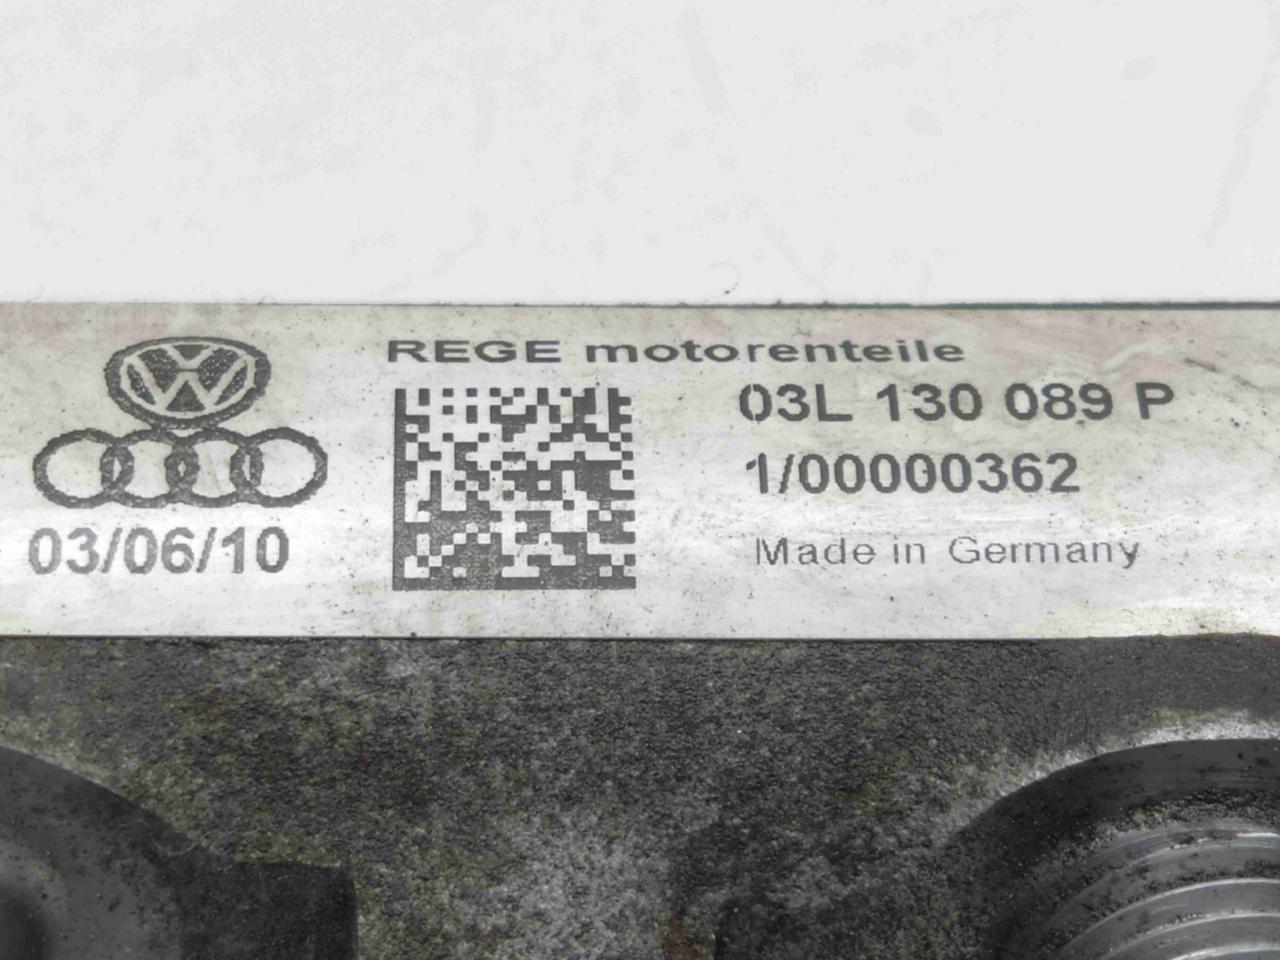 REGE motorenteile
03L 130 089 P
1/00000362
Made in Germany
03/06/10